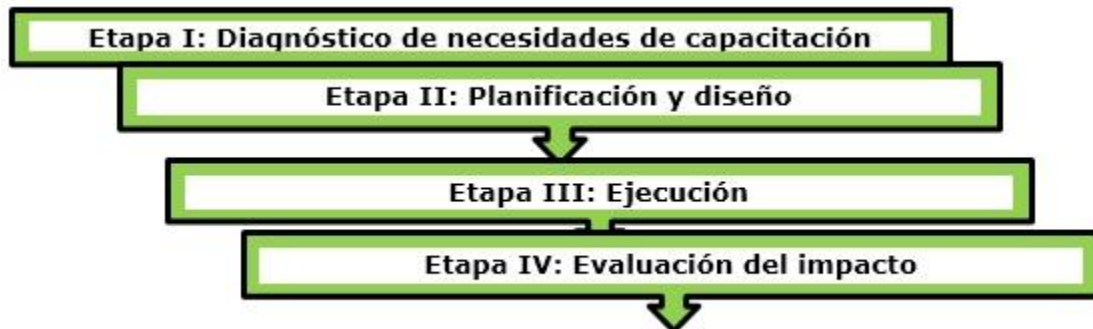 Etapa I: Diagnóstico de necesidades de capacitación
Etapa II: Planificación y diseño
Etapa III: Ejecución
Etapa IV: Evaluación del impacto